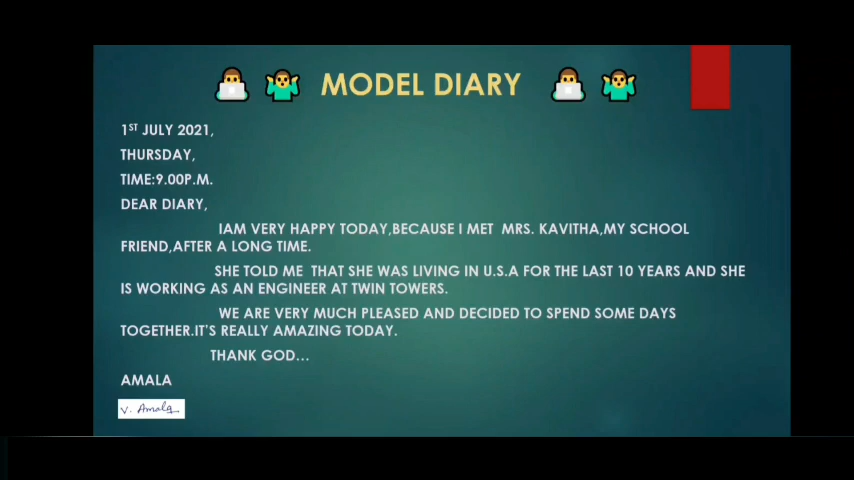 MODEL DIARY
1ST JULY 2021,
THURSDAY,
TIME:9.00P.M.
DEAR DIARY,
IAM VERY HAPPY TODAY,BECAUSE I MET MRS. KAVITHA,MY SCHOOL
FRIEND,AFTER A LONG TIME.
SHE TOLD ME THAT SHE WAS LIVING IN U.S.A FOR THE LAST 10 YEARS AND SHE
IS WORKING AS AN ENGINEER AT TWIN TOWERS.
WE ARE VERY MUCH PLEASED AND DECIDED TO SPEND SOME DAYS
TOGETHER.IT'S REALLY AMAZING TODAY.
THANK GOD...
AMALA
V. Amala